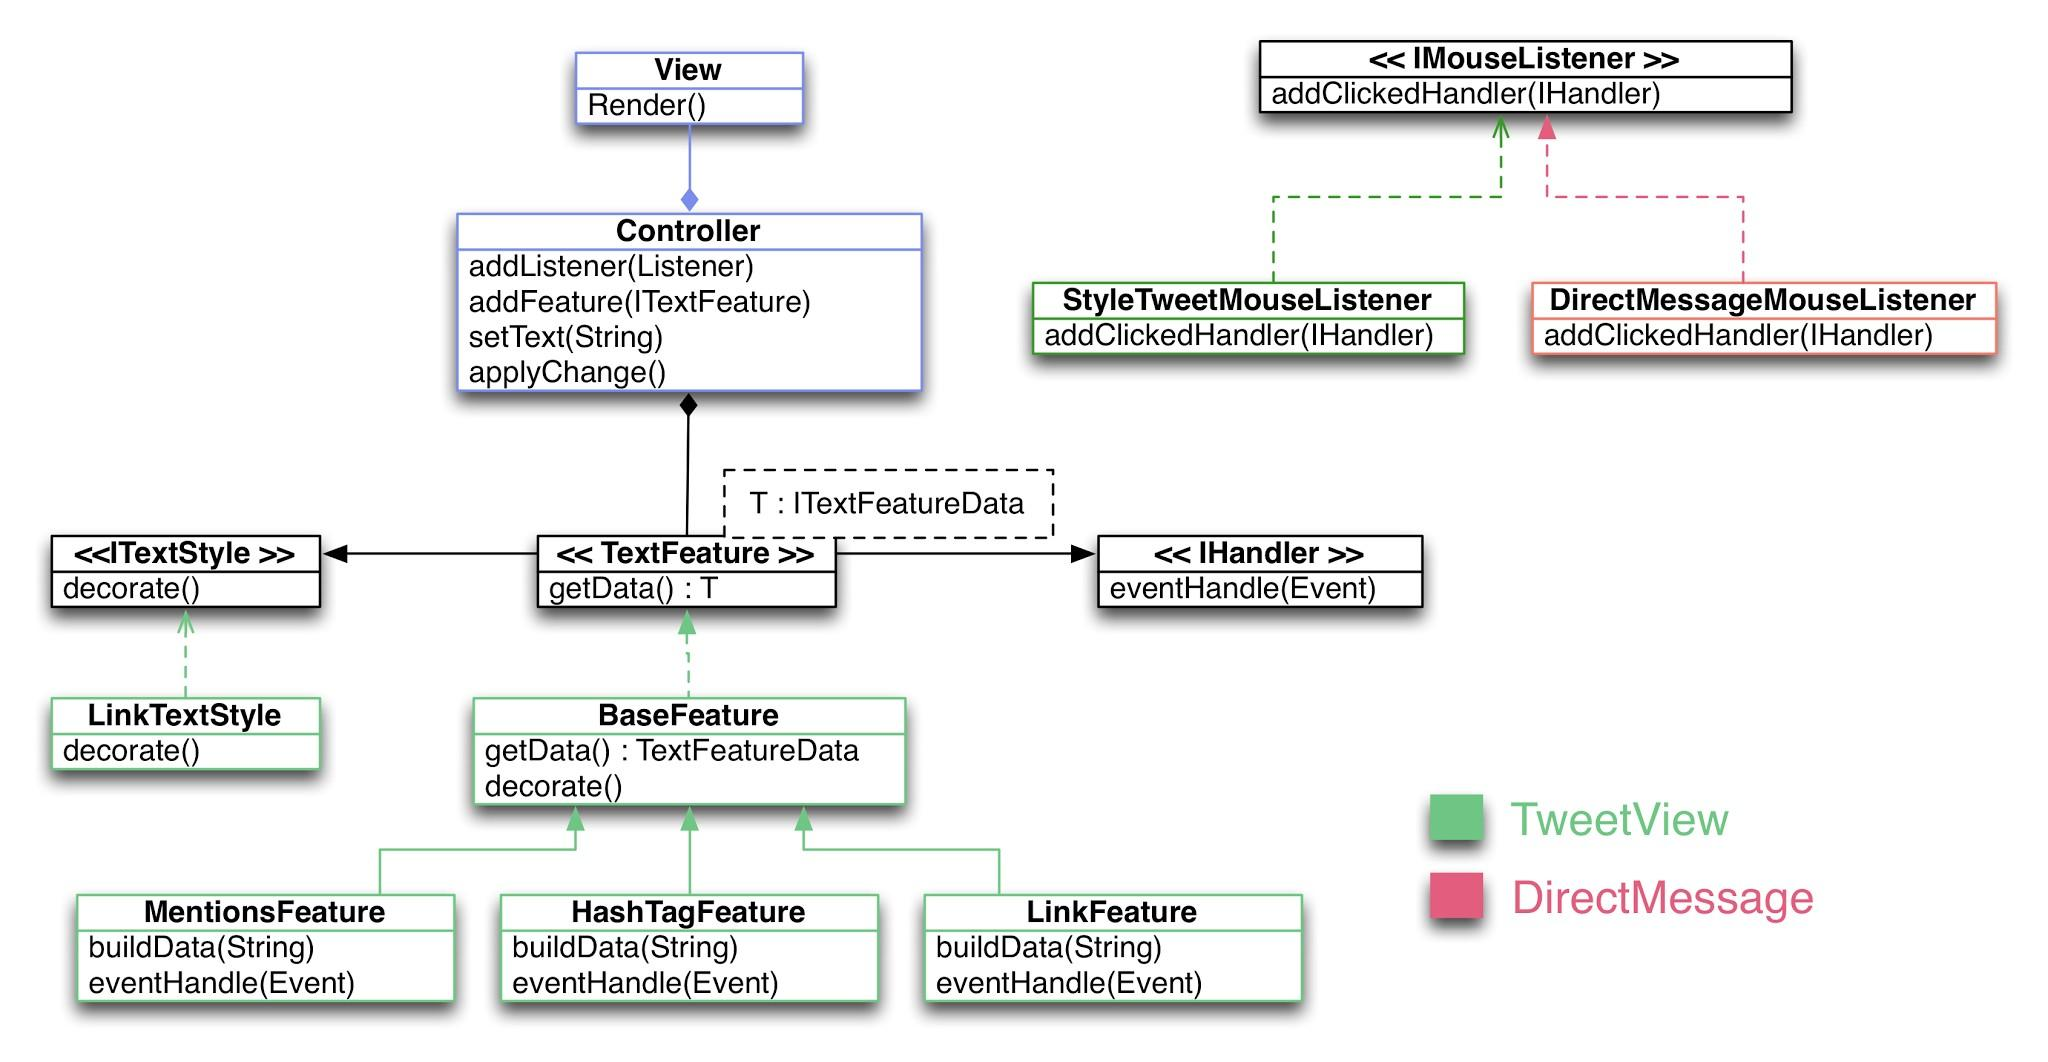 View
Render()
<< IMouseListener >>
addClickedHandler(IHandler)
Controller
addListener(Listener)
addFeature(ITextFeature)
setText(String)
applyChange()
StyleTweetMouseListener
addClickedHandler(IHandler)
DirectMessageMouseListener
addClickedHandler(IHandler)
T : ITextFeatureData
<<ITextStyle >>
decorate()
<< TextFeature >>
getData() : T
<< IHandler >>
eventHandle(Event)
LinkTextStyle
decorate()
BaseFeature
getData() : TextFeatureData
decorate()
MentionsFeature
buildData(String)
eventHandle(Event)
HashTagFeature
buildData(String)
eventHandle(Event)
LinkFeature
buildData(String)
eventHandle(Event)
TweetView
DirectMessage